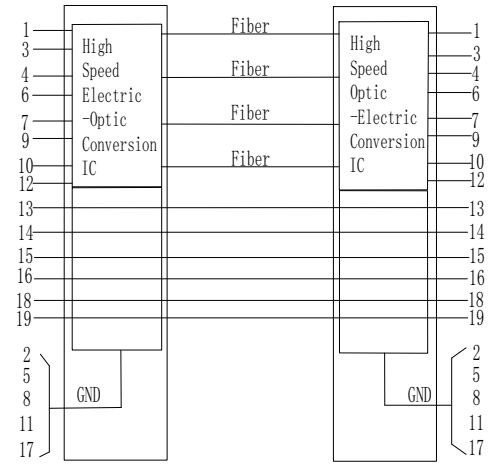 1
3
4
6
7
9
10
12
13
14
15
16
18
19
2
5
8
11
17
High
Speed
Electric
-Optic
Conversion
IC
GND
Fiber
Fiber
Fiber
Fiber
High
Speed
Optic
-Electric
Conversion
IC
GND
1
3
4
6
7
9
10
12
13
14
15
16
18
19
2
5
8
11
17